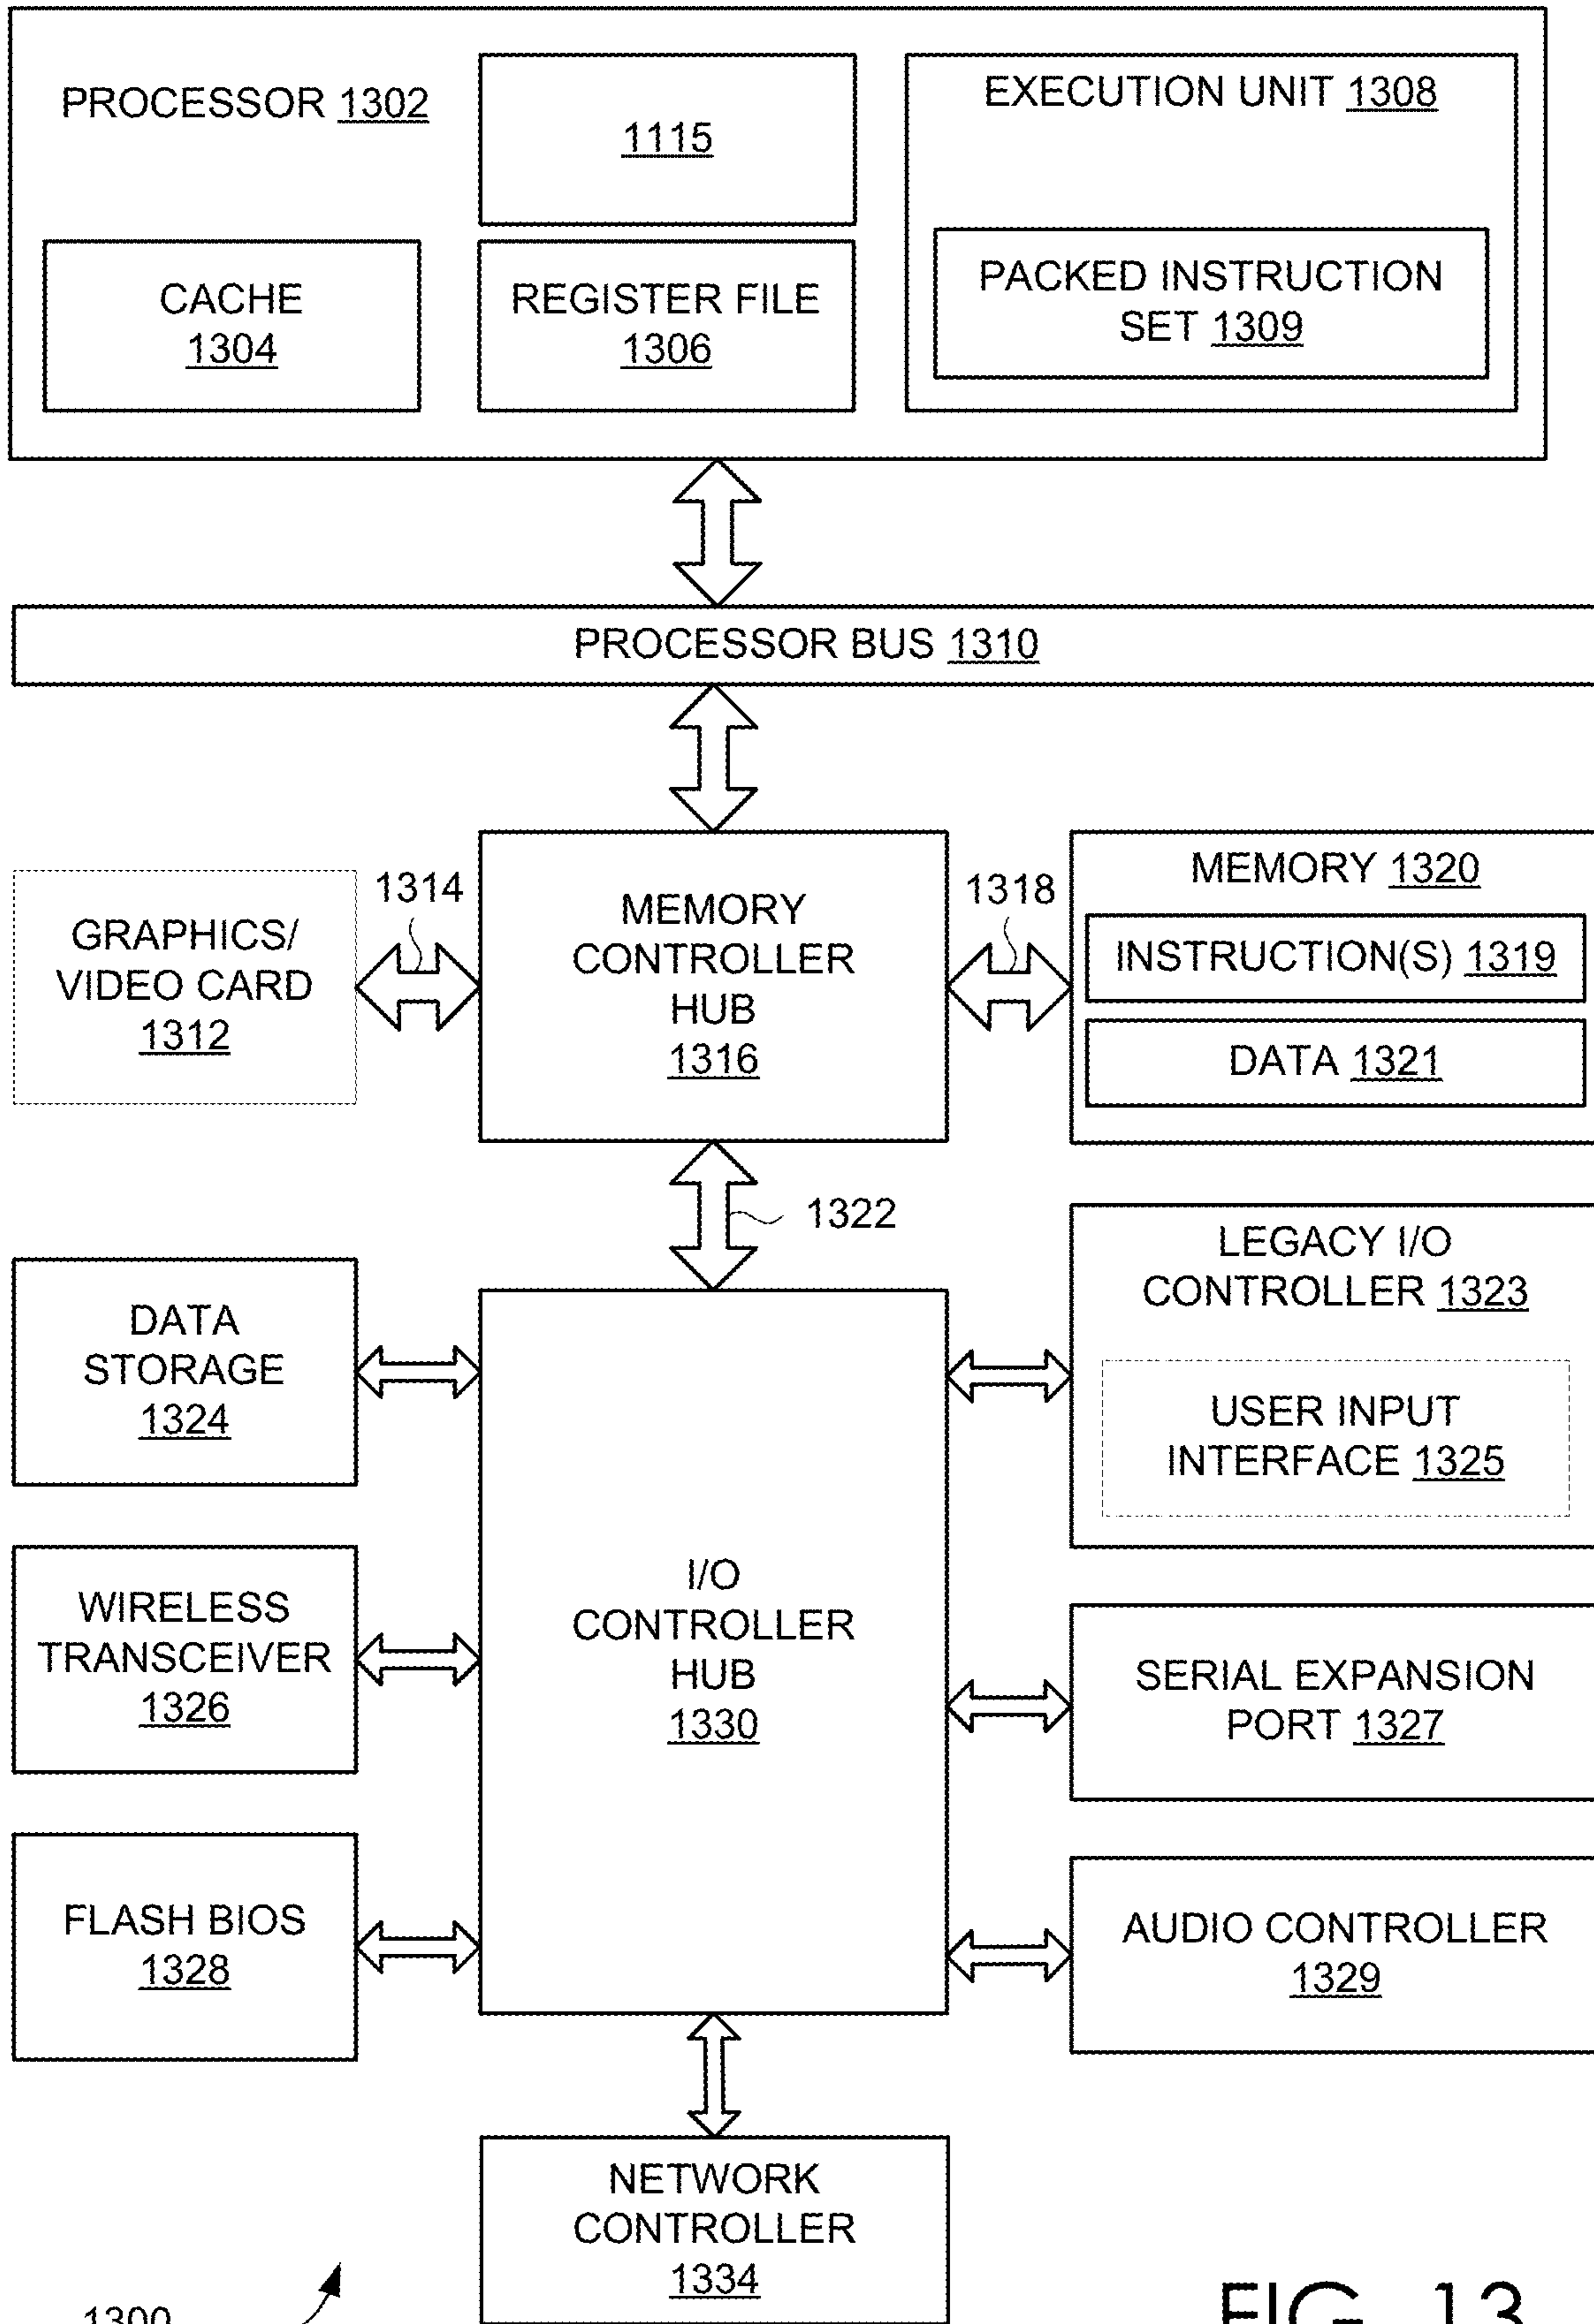 PROCESSOR 1302
1115
EXECUTION UNIT 1308
CACHE
1304
REGISTER FILE
1306
PACKED INSTRUCTION
SET 1309
PROCESSOR BUS 1310
GRAPHICS/
VIDEO CARD
1312
1314
MEMORY
CONTROLLER
HUB
1316
1318
MEMORY 1320
INSTRUCTION(S) 1319
DATA 1321
1322
DATA
STORAGE
1324
LEGACY I/O
CONTROLLER 1323
USER INPUT
INTERFACE 1325
WIRELESS
TRANSCEIVER
1326
I/O
CONTROLLER
HUB
1330
SERIAL EXPANSION
PORT 1327
FLASH BIOS
1328
AUDIO CONTROLLER
1329
NETWORK
CONTROLLER
1334
1300
FIG. 13